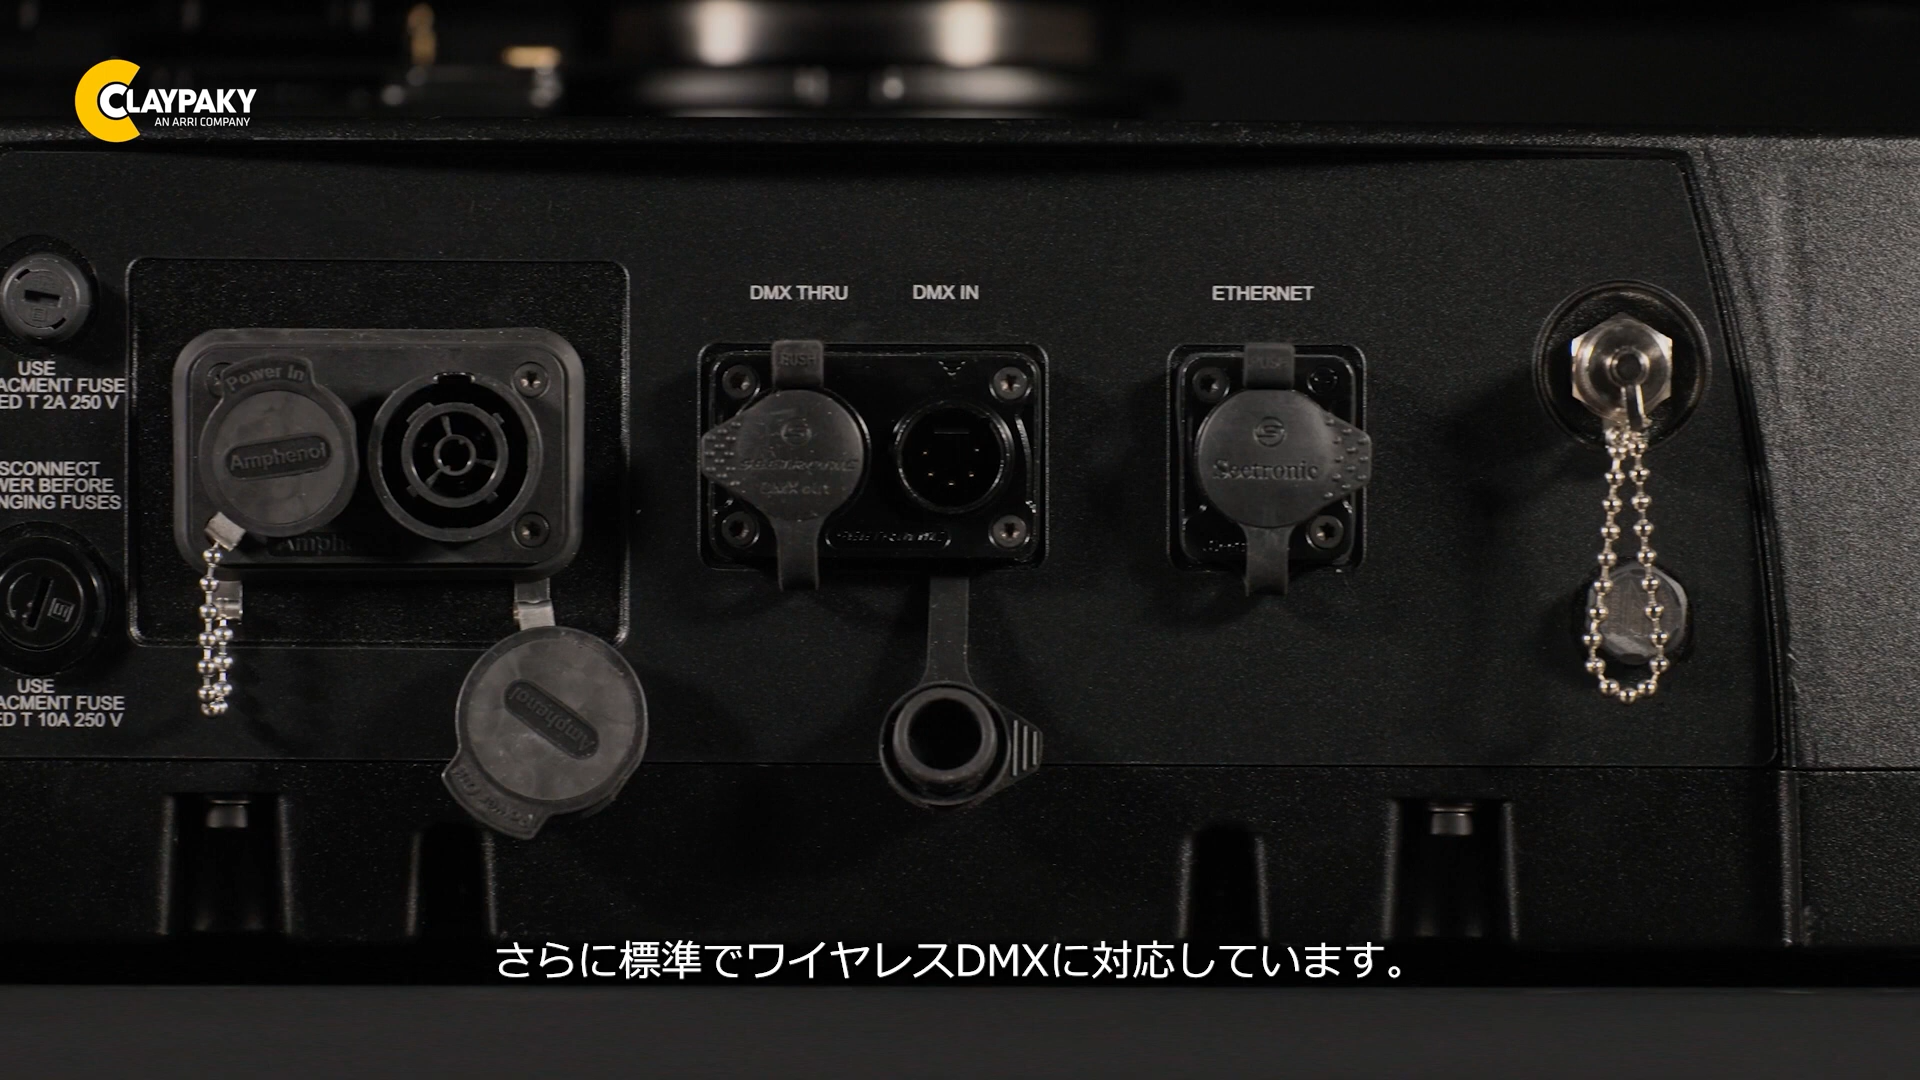 CLAYPAKY
AN ARRI COMPANY
DMX THRU
DMX IN
ETHERNET
USE
ACMENT FUSE
ED T 2A 250 V
SCONNECT
WER BEFORE
NGING FUSES
USE
ACMENT FUSE
ED T 10A 250 V
Power In
Amphenol
Amph
Amphenol
PUSH
PUSH
Seetronic
さらに標準でワイヤレスDMXに対応しています。